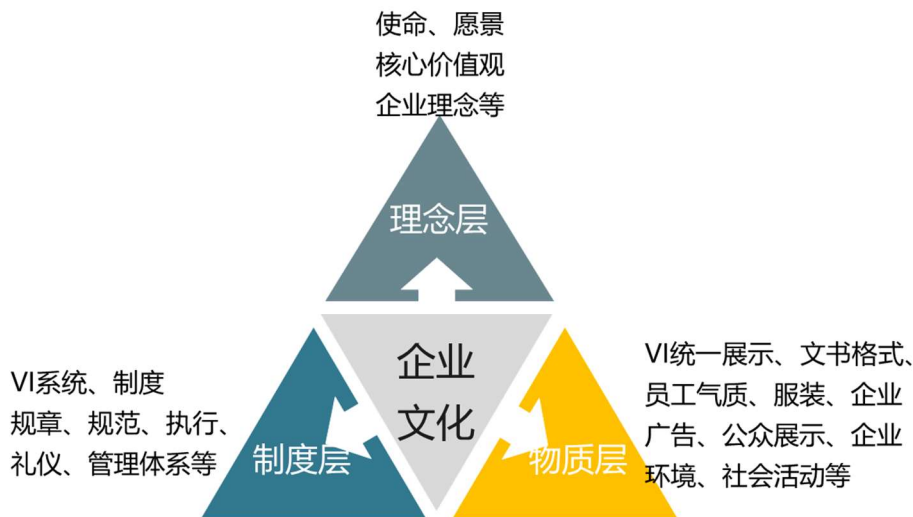 使命、愿景
核心价值观
企业理念等
理念层
企业
文化
VI系统、制度
规章、规范、执行、
礼仪、管理体系等
制度层
物质层
VI统一展示、文书格式、
员工气质、服装、企业
广告、公众展示、企业
环境、社会活动等